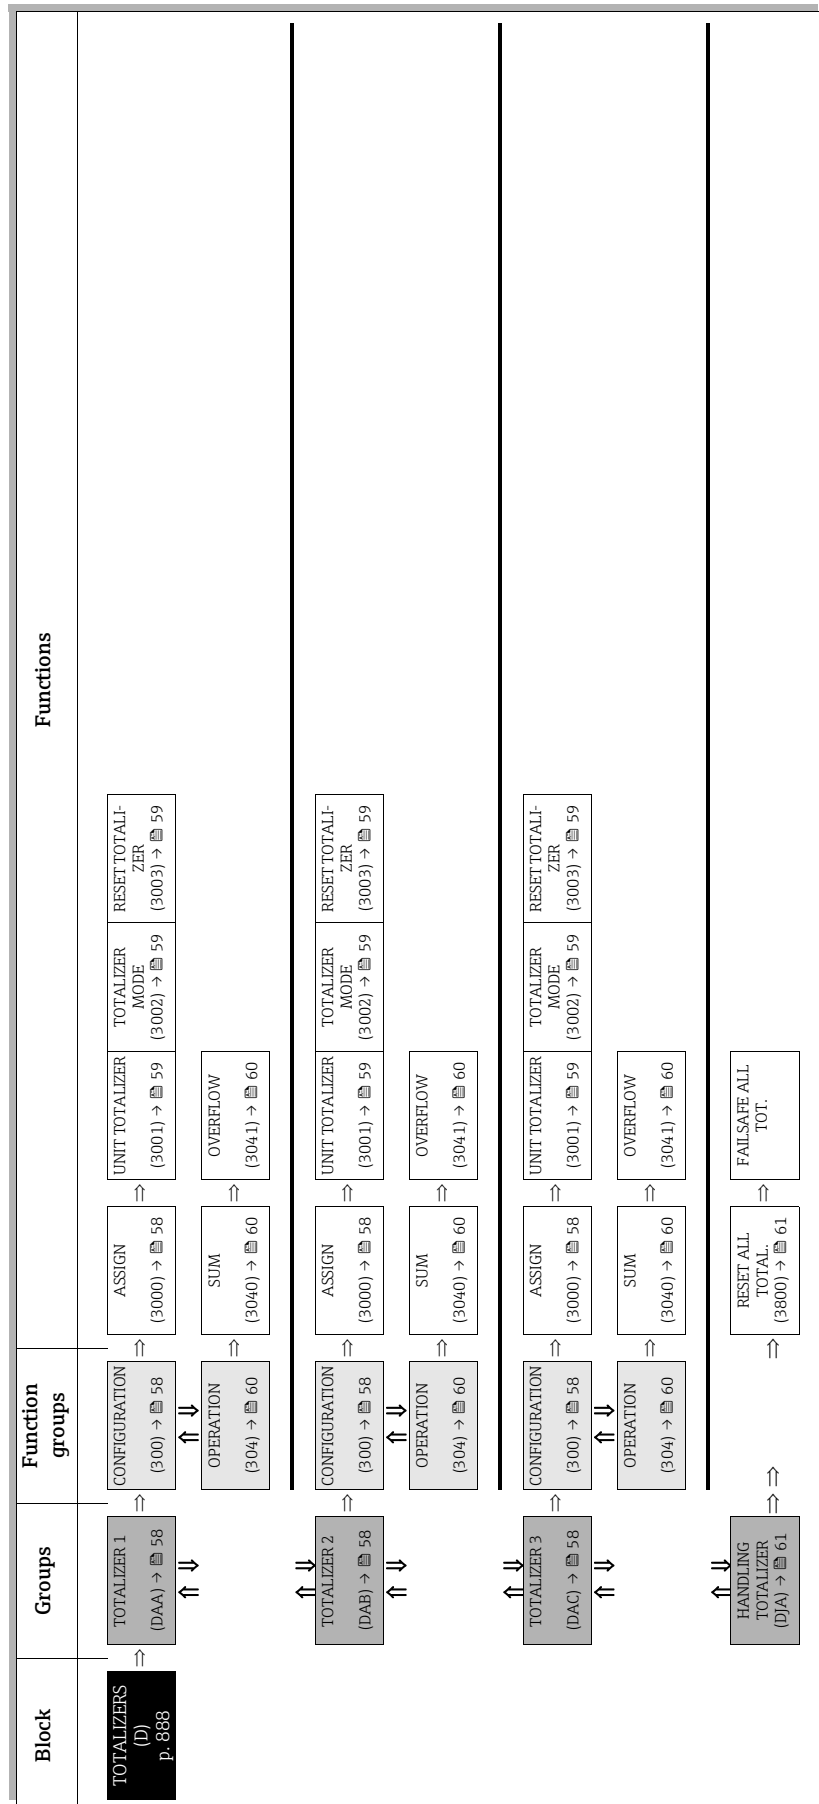 Block
Groups
Function
groups
Functions
TOTALIZERS
(D)
p. 888
⇒
TOTALIZER 1
(DAA) → 🗎 58
⇒
CONFIGURATION
(300) → 🗎 58
⇒
ASSIGN
(3000) → 🗎 58
⇒
UNIT TOTALIZER
(3001) → 🗎 59
TOTALIZER
MODE
(3002) → 🗎 59
RESET TOTALI-
ZER
(3003) → 🗎 59
OPERATION
(304) → 🗎 60
⇒
SUM
(3040) → 🗎 60
⇒
OVERFLOW
(3041) → 🗎 60
TOTALIZER 2
(DAB) → 🗎 58
⇒
CONFIGURATION
(300) → 🗎 58
⇒
ASSIGN
(3000) → 🗎 58
⇒
UNIT TOTALIZER
(3001) → 🗎 59
TOTALIZER
MODE
(3002) → 🗎 59
RESET TOTALI-
ZER
(3003) → 🗎 59
OPERATION
(304) → 🗎 60
⇒
SUM
(3040) → 🗎 60
⇒
OVERFLOW
(3041) → 🗎 60
TOTALIZER 3
(DAC) → 🗎 58
⇒
CONFIGURATION
(300) → 🗎 58
⇒
ASSIGN
(3000) → 🗎 58
⇒
UNIT TOTALIZER
(3001) → 🗎 59
TOTALIZER
MODE
(3002) → 🗎 59
RESET TOTALI-
ZER
(3003) → 🗎 59
OPERATION
(304) → 🗎 60
⇒
SUM
(3040) → 🗎 60
⇒
OVERFLOW
(3041) → 🗎 60
HANDLING
TOTALIZER
(DJA) → 🗎 61
⇒ ⇒
⇒
RESET ALL
TOTAL.
(3800) → 🗎 61
⇒
FAILSAFE ALL
TOT.